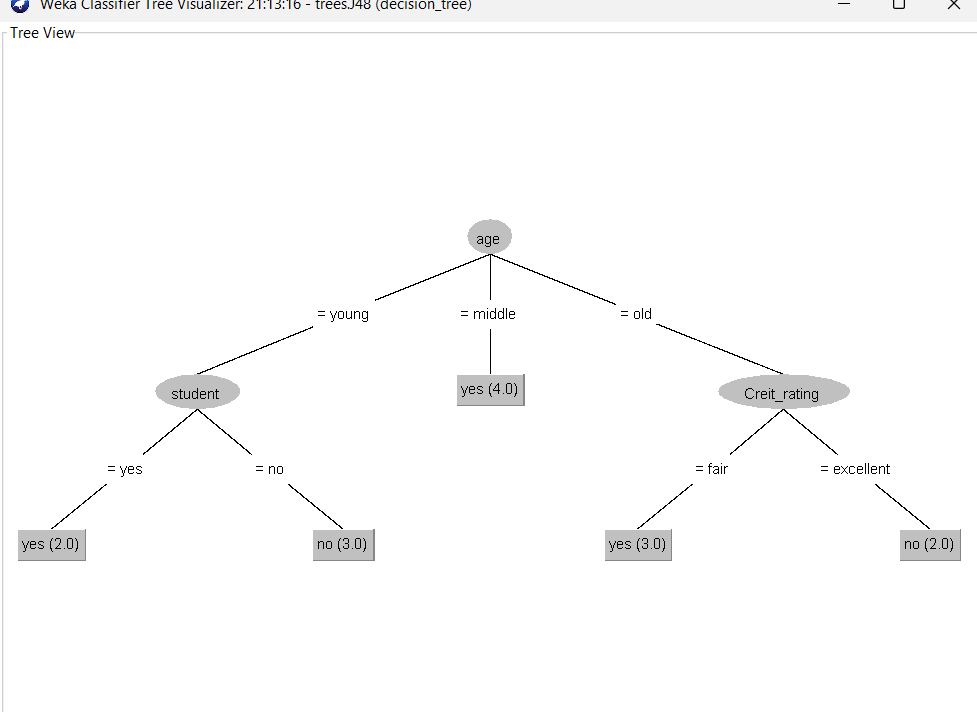 Weka Classifier Tree Visualizer: 21:13:16 - trees.J48 (decision_tree)
Tree View
age
= young
= middle
= old
student
yes (4.0)
Creit_rating
= yes
= no
= fair
= excellent
yes (2.0)
no (3.0)
yes (3.0)
no (2.0)